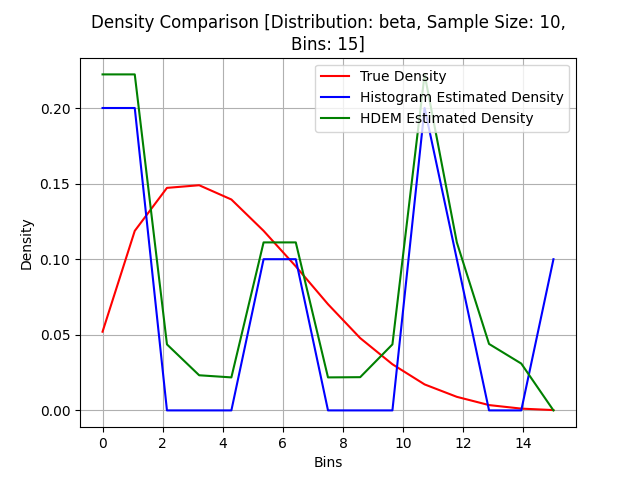 Density Comparison [Distribution: beta, Sample Size: 10,
Bins: 15]
True Density
Histogram Estimated Density
HDEM Estimated Density
Density
0.20
0.15
0.10
0.05
0.00
0 2 4 6 8 10 12 14
Bins